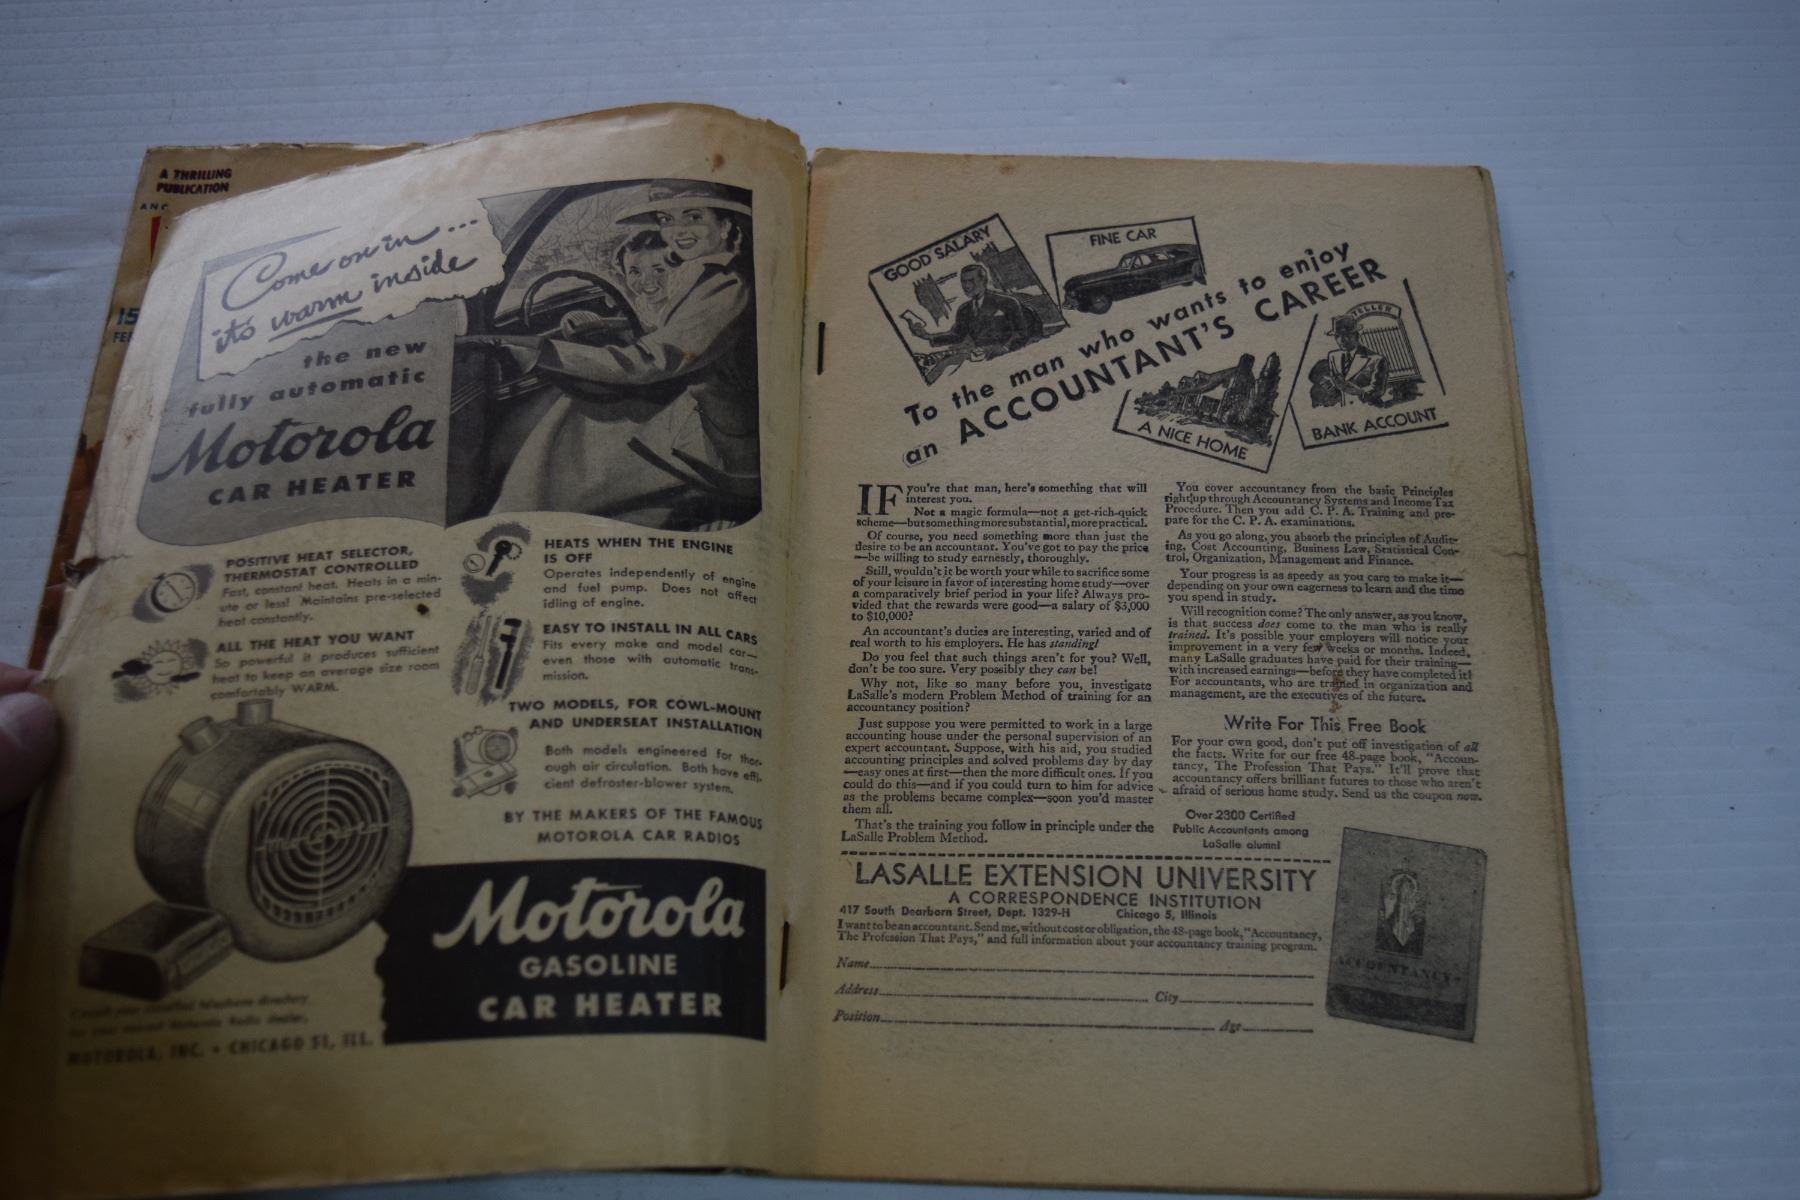 A THRILLING
PUBLICATION
15
Come on in...
it's warm inside
the new
fully automatic
Motorola
CAR HEATER
POSITIVE HEAT SELECTOR,
THERMOSTAT CONTROLLED
Fast, constant heat. Heats in a min-
ute or less! Maintains pre-selected
heat constantly.
ALL THE HEAT YOU WANT
So powerful it produces sufficient
heat to keep an average size room
comfortably WARM.
HEATS WHEN THE ENGINE
IS OFF
Operates independently of engine
and fuel pump. Does not affect
idling of engine.
EASY TO INSTALL IN ALL CARS
Fits every make and model car—
even those with automatic trans-
mission.
TWO MODELS, FOR COWL-MOUNT
AND UNDERSEAT INSTALLATION
Both models engineered for thor-
ough air circulation. Both have effi-
cient defroster-blower system.
BY THE MAKERS OF THE FAMOUS
MOTOROLA CAR RADIOS
Motorola
GASOLINE
CAR HEATER
Consult your classified telephone directory
for your nearest Motorola Radio dealer.
MOTOROLA, INC. • CHICAGO 51, ILL.
GOOD SALARY
FINE CAR
To the man who wants to enjoy
an ACCOUNTANT'S CAREER
A NICE HOME
TELLER
BANK ACCOUNT
IF you're that man, here's something that will
interest you.
Not a magic formula—not a get-rich-quick
scheme—but something more substantial, more practical.
Of course, you need something more than just the
desire to be an accountant. You've got to pay the price
—be willing to study earnestly, thoroughly.
Still, wouldn't it be worth your while to sacrifice some
of your leisure in favor of interesting home study—over
a comparatively brief period in your life? Always pro-
vided that the rewards were good—a salary of $3,000
to $10,000?
An accountant's duties are interesting, varied and of
real worth to his employers. He has standing!
Do you feel that such things aren't for you? Well,
don't be too sure. Very possibly they can be!
Why not, like so many before you, investigate
LaSalle's modern Problem Method of training for an
accountancy position?
Just suppose you were permitted to work in a large
accounting house under the personal supervision of an
expert accountant. Suppose, with his aid, you studied
accounting principles and solved problems day by day
—easy ones at first—then the more difficult ones. If you
could do this—and if you could turn to him for advice
as the problems became complex—soon you'd master
them all.
That's the training you follow in principle under the
LaSalle Problem Method.
You cover accountancy from the basic Principles
right up through Accountancy Systems and Income Tax
Procedure. Then you add C. P. A. Training and pre-
pare for the C. P. A. examinations.
As you go along, you absorb the principles of Audit-
ing, Cost Accounting, Business Law, Statistical Con-
trol, Organization, Management and Finance.
Your progress is as speedy as you care to make it—
depending on your own eagerness to learn and the time
you spend in study.
Will recognition come? The only answer, as you know,
is that success does come to the man who is really
trained. It's possible your employers will notice your
improvement in a very few weeks or months. Indeed,
many LaSalle graduates have paid for their training—
with increased earnings—before they have completed it!
For accountants, who are trained in organization and
management, are the executives of the future.
Write For This Free Book
For your own good, don't put off investigation of all
the facts. Write for our free 48-page book, "Accoun-
tancy, The Profession That Pays." It'll prove that
accountancy offers brilliant futures to those who aren't
afraid of serious home study. Send us the coupon now.
Over 2300 Certified
Public Accountants among
LaSalle alumni
LASALLE EXTENSION UNIVERSITY
A CORRESPONDENCE INSTITUTION
417 South Dearborn Street, Dept. 1329-H Chicago 5, Illinois
I want to be an accountant. Send me, without cost or obligation, the 48-page book, "Accountancy,
The Profession That Pays," and full information about your accountancy training program.
Name
Address City
Position Age
ACCOUNTANCY